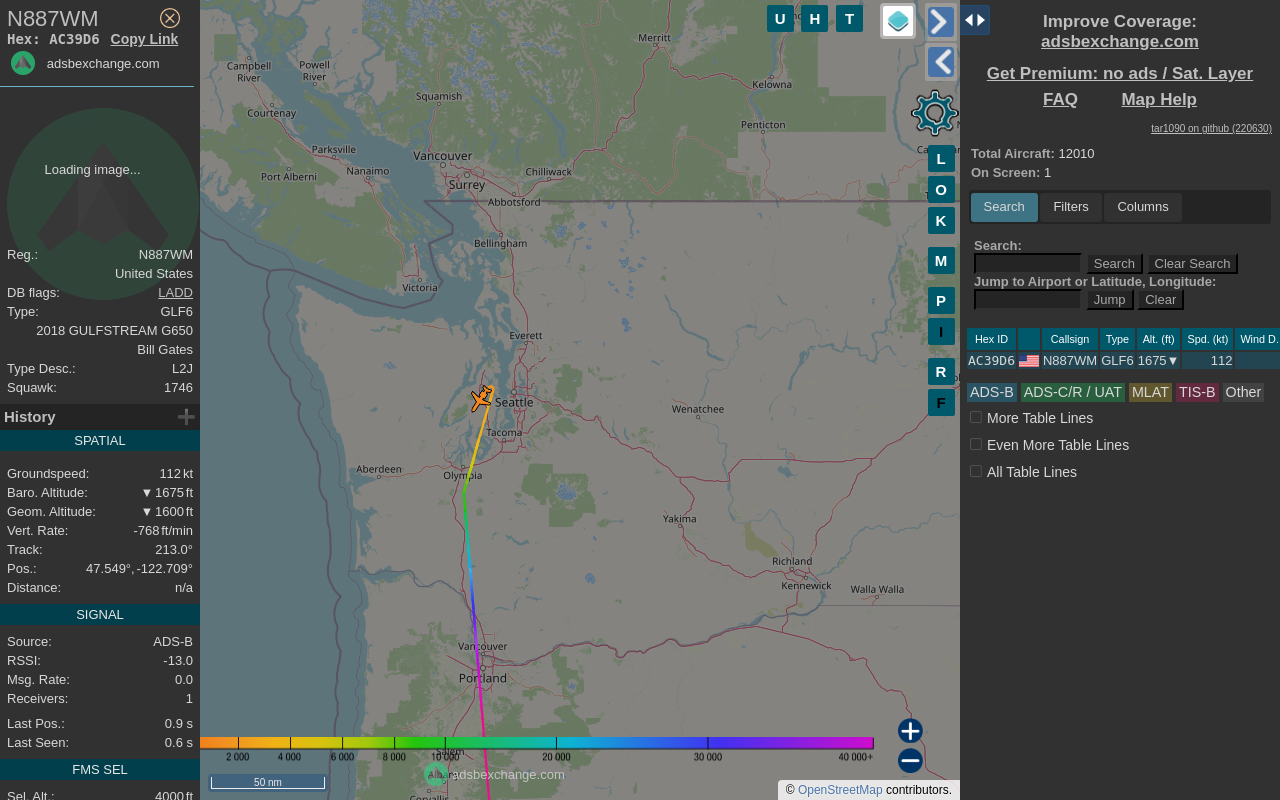 N887WM
Hex: AC39D6 Copy Link
adsbexchange.com
Loading image...
Reg.: N887WM
United States
DB flags: LADD
Type: GLF6
2018 GULFSTREAM G650
Bill Gates
Type Desc.: L2J
Squawk: 1746
History
SPATIAL
Groundspeed: 112 kt
Baro. Altitude: ▼ 1675 ft
Geom. Altitude: ▼ 1600 ft
Vert. Rate: -768 ft/min
Track: 213.0°
Pos.: 47.549°, -122.709°
Distance: n/a
SIGNAL
Source: ADS-B
RSSI: -13.0
Msg. Rate: 0.0
Receivers: 1
Last Pos.: 0.9 s
Last Seen: 0.6 s
FMS SEL
Sel. Alt.: 4000 ft
U H T
Merritt
Campbell River
Powell River
Kelowna
Squamish
Courtenay
Penticton
Parksville
Vancouver
Nanaimo
Port Alberni
Surrey
Chilliwack
Abbotsford
Bellingham
Victoria
Everett
Seattle
Wenatchee
Tacoma
Aberdeen
Olympia
Yakima
Richland
Kennewick
Walla Walla
Vancouver
Portland
Salem
Albany
Corvallis
L
O
K
M
P
I
R
F
2 000 4 000 6 000 8 000 10 000 20 000 30 000 40 000+
50 nm
adsbexchange.com
© OpenStreetMap contributors.
Improve Coverage:
adsbexchange.com
Get Premium: no ads / Sat. Layer
FAQ Map Help
tar1090 on github (220630)
Total Aircraft: 12010
On Screen: 1
Search Filters Columns
Search:
Search Clear Search
Jump to Airport or Latitude, Longitude:
Jump Clear
Hex ID Callsign Type Alt. (ft) Spd. (kt) Wind D.
AC39D6 N887WM GLF6 1675▼ 112
ADS-B ADS-C/R / UAT MLAT TIS-B Other
More Table Lines
Even More Table Lines
All Table Lines